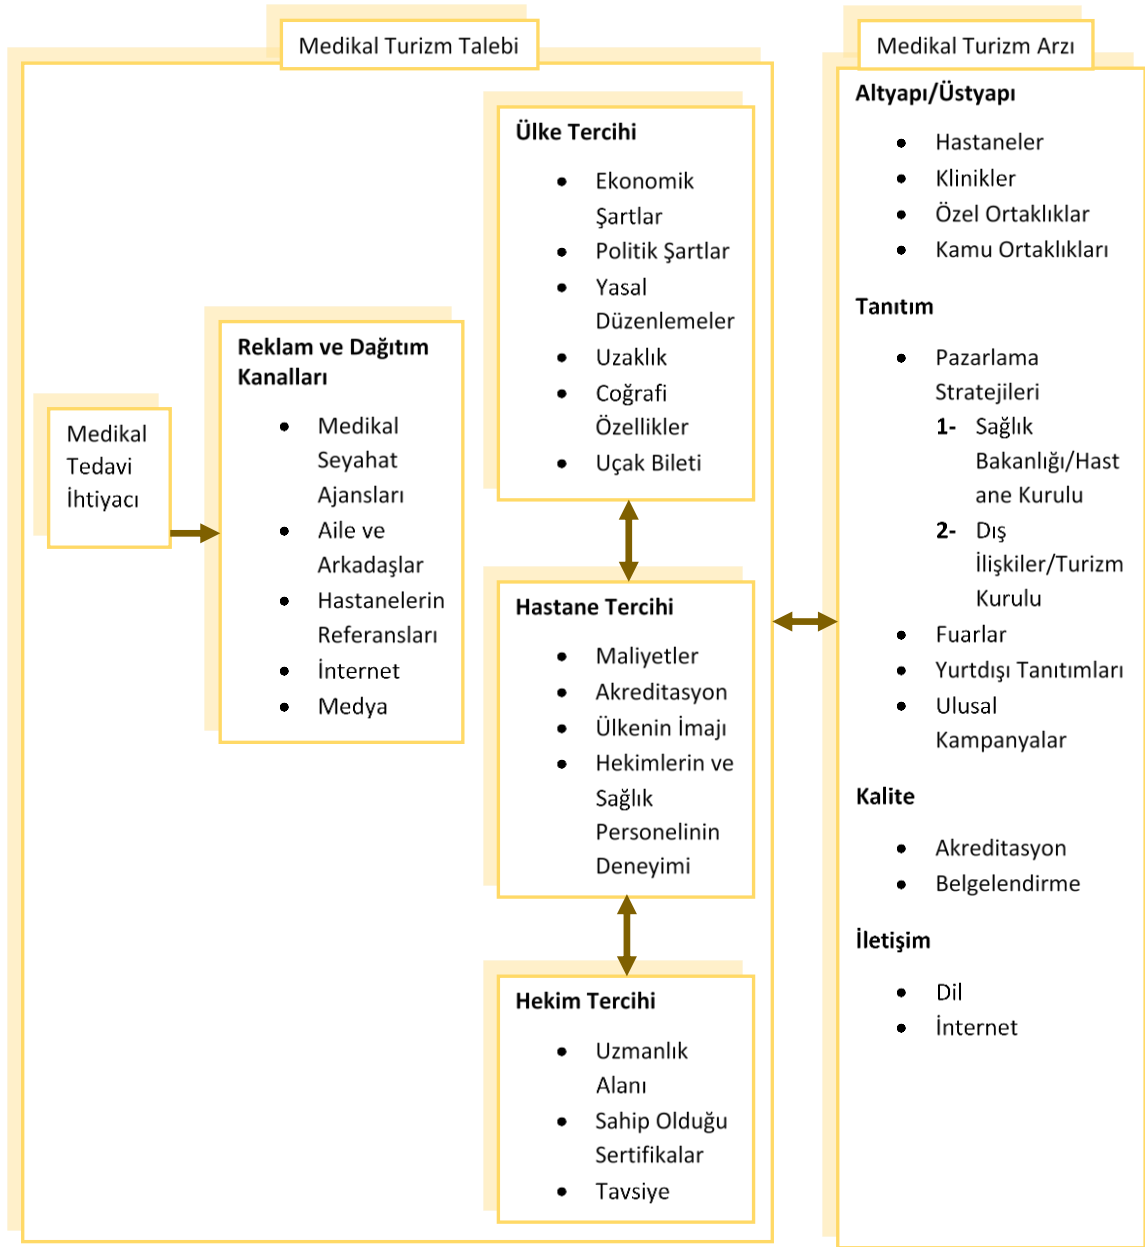 Medikal Turizm Talebi
Medikal
Tedavi
İhtiyacı
Reklam ve Dağıtım
Kanalları
• Medikal
Seyahat
Ajansları
• Aile ve
Arkadaşlar
• Hastanelerin
Referansları
• İnternet
• Medya
Ülke Tercihi
• Ekonomik
Şartlar
• Politik Şartlar
• Yasal
Düzenlemeler
• Uzaklık
• Coğrafi
Özellikler
• Uçak Bileti
Hastane Tercihi
• Maliyetler
• Akreditasyon
• Ülkenin İmajı
• Hekimlerin ve
Sağlık
Personelinin
Deneyimi
Hekim Tercihi
• Uzmanlık
Alanı
• Sahip Olduğu
Sertifikalar
• Tavsiye
Medikal Turizm Arzı
Altyapı/Üstyapı
• Hastaneler
• Klinikler
• Özel Ortaklıklar
• Kamu Ortaklıkları
Tanıtım
• Pazarlama
Stratejileri
1- Sağlık
Bakanlığı/Hast
ane Kurulu
2- Dış
İlişkiler/Turizm
Kurulu
• Fuarlar
• Yurtdışı Tanıtımları
• Ulusal
Kampanyalar
Kalite
• Akreditasyon
• Belgelendirme
İletişim
• Dil
• İnternet